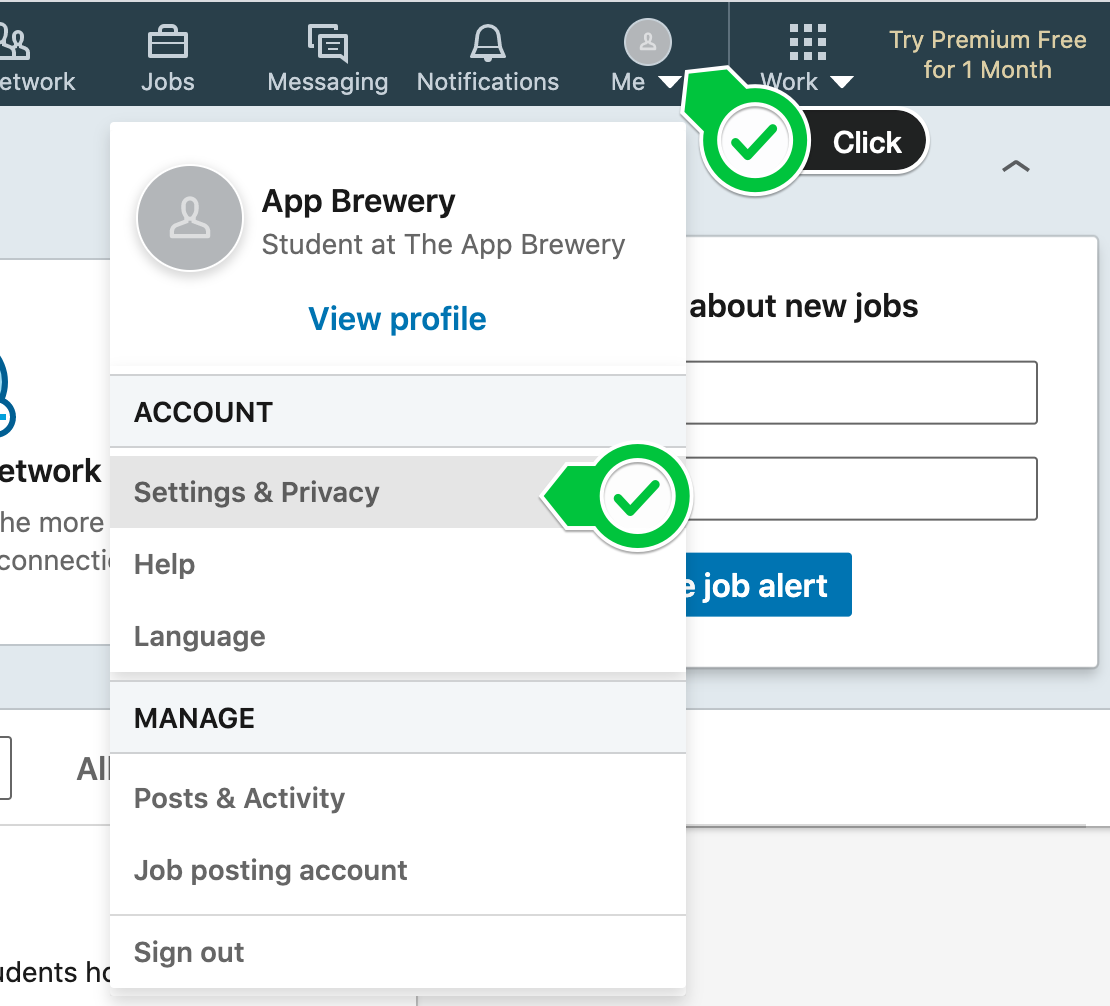 etwork
Jobs
Messaging
Notifications
Me
Work
Try Premium Free
for 1 Month
Click
App Brewery
Student at The App Brewery
View profile
about new jobs
ACCOUNT
etwork
Settings & Privacy
he more
connecti
Help
e job alert
Language
MANAGE
All
Posts & Activity
Job posting account
Sign out
udents ho